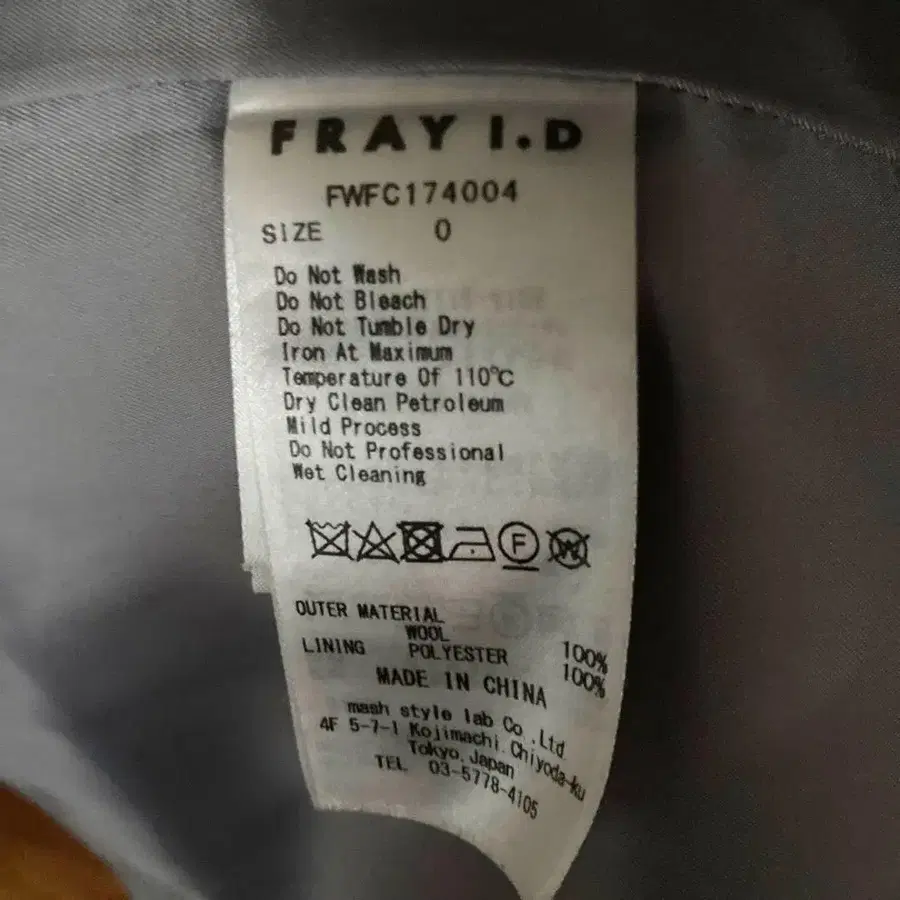 FRAY I.D
FWFC174004
SIZE 0
Do Not Wash
Do Not Bleach
Do Not Tumble Dry
Iron At Maximum
Temperature Of 110℃
Dry Clean Petroleum
Mild Process
Do Not Professional
Wet Cleaning
F W
OUTER MATERIAL
WOOL 100%
LINING POLYESTER 100%
MADE IN CHINA
mash style lab Co.,Ltd.
4F 5-7-1 Kojimachi.Chiyoda-ku
Tokyo.Japan
TEL 03-5778-4105